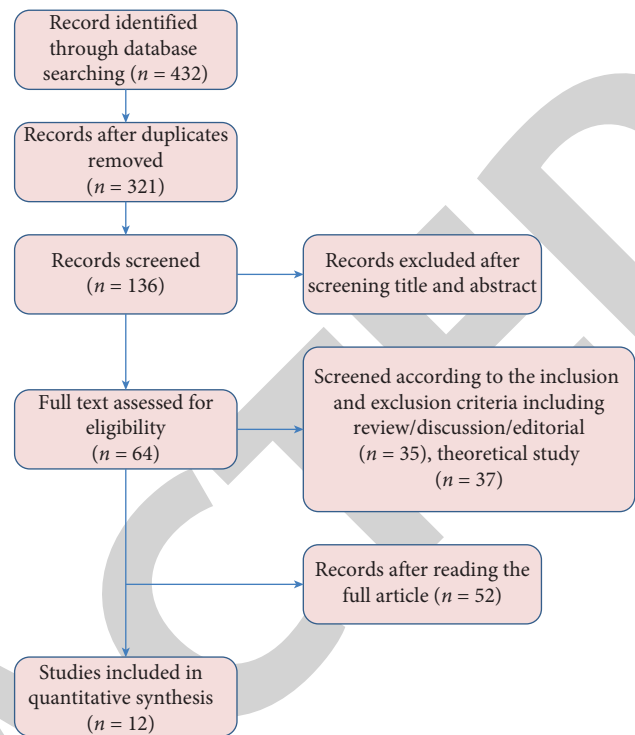 Record identified
through database
searching (n = 432)
Records after duplicates
removed
(n = 321)
Records screened
(n = 136)
Records excluded after
screening title and abstract
Full text assessed for
eligibility
(n = 64)
Screened according to the inclusion
and exclusion criteria including
review/discussion/editorial
(n = 35), theoretical study
(n = 37)
Records after reading the
full article (n = 52)
Studies included in
quantitative synthesis
(n = 12)